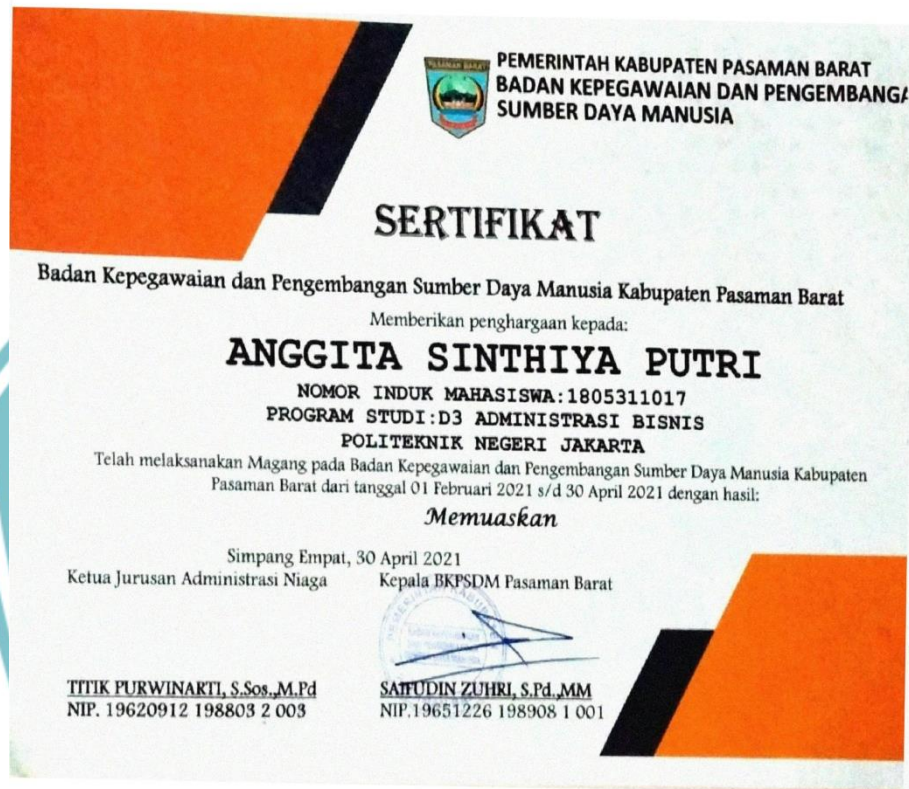 PASAMAN BARAT
PEMERINTAH KABUPATEN PASAMAN BARAT
BADAN KEPEGAWAIAN DAN PENGEMBANGA
SUMBER DAYA MANUSIA
SERTIFIKAT
Badan Kepegawaian dan Pengembangan Sumber Daya Manusia Kabupaten Pasaman Barat
Memberikan penghargaan kepada:
ANGGITA SINTHIYA PUTRI
NOMOR INDUK MAHASISWA:1805311017
PROGRAM STUDI:D3 ADMINISTRASI BISNIS
POLITEKNIK NEGERI JAKARTA
Telah melaksanakan Magang pada Badan Kepegawaian dan Pengembangan Sumber Daya Manusia Kabupaten
Pasaman Barat dari tanggal 01 Februari 2021 s/d 30 April 2021 dengan hasil:
Memuaskan
Simpang Empat, 30 April 2021
Ketua Jurusan Administrasi Niaga
Kepala BKPSDM Pasaman Barat
TITIK PURWINARTI, S.Sos.,M.Pd
NIP. 19620912 198803 2 003
SAIFUDIN ZUHRI, S.Pd.,MM
NIP.19651226 198908 1 001